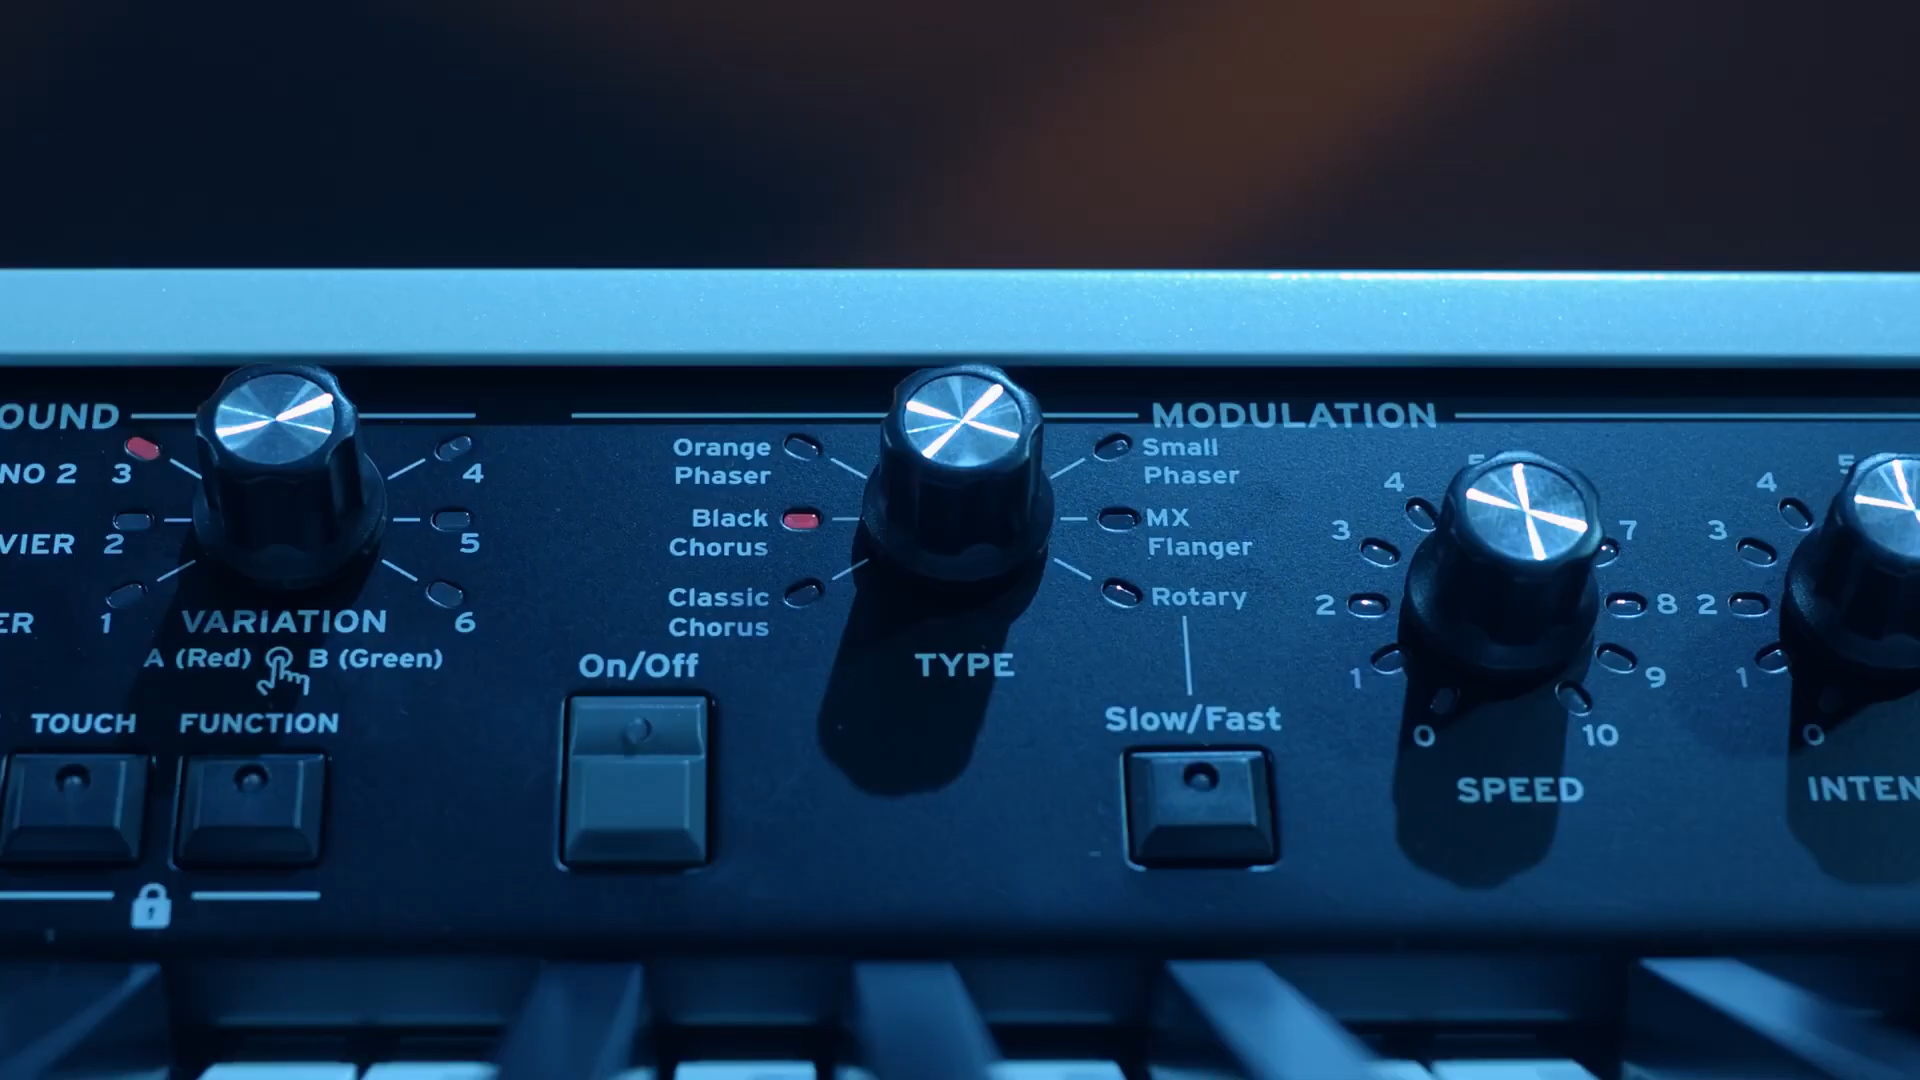 OUND
NO 2 3 4
VIER 2 5
ER 1 6
VARIATION
A (Red) B (Green)
TOUCH FUNCTION
MODULATION
Orange
Phaser
Black
Chorus
Classic
Chorus
Small
Phaser
MX
Flanger
Rotary
TYPE
On/Off
Slow/Fast
0 1 2 3 4 5 7 8 9 10
SPEED
0 1 2 3 4 5
INTEN